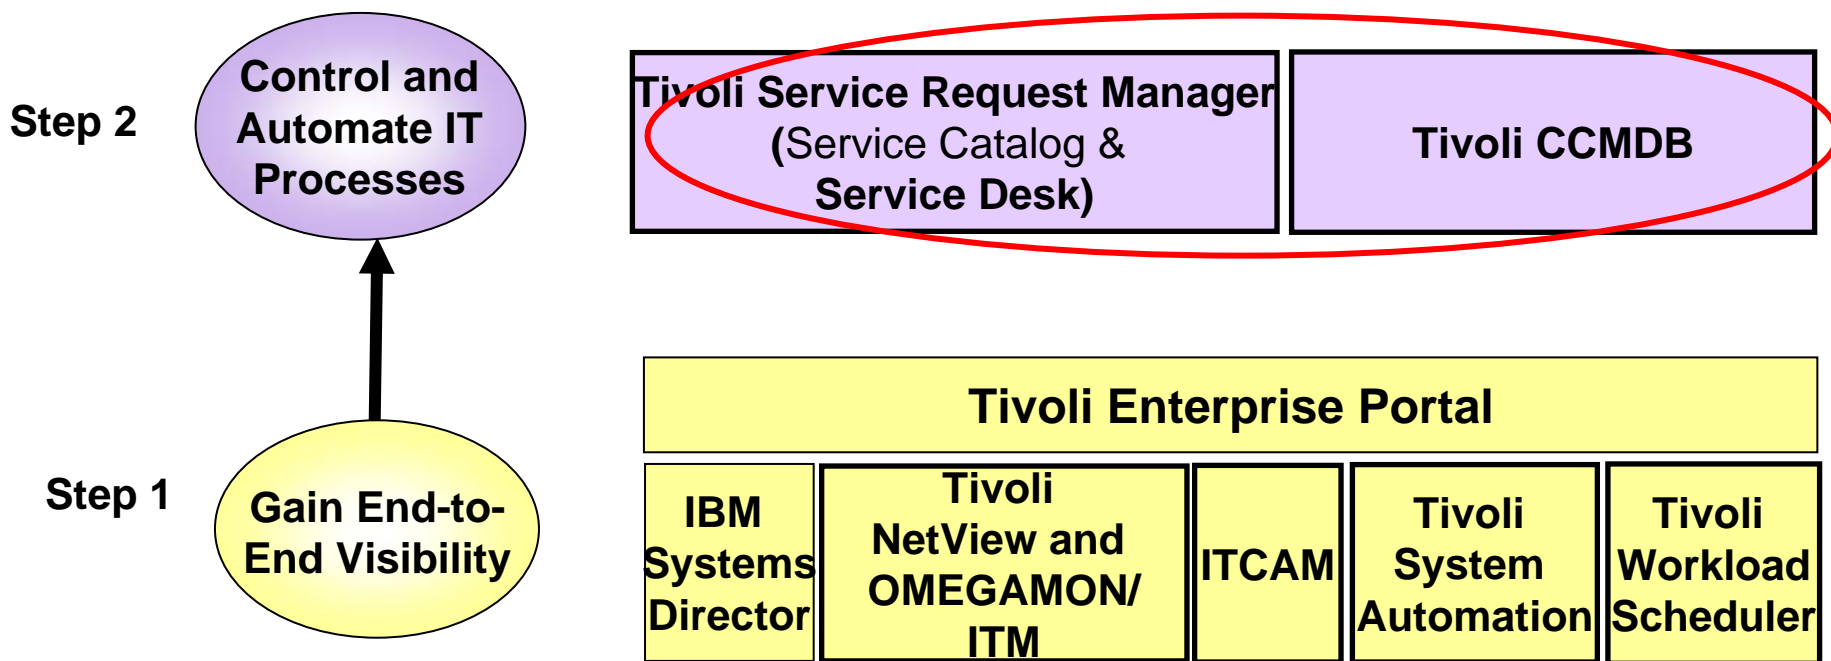 Step 2
Control and
Automate IT
Processes
Tivoli Service Request Manager
(Service Catalog &
Service Desk)
Tivoli CCMDB
Tivoli Enterprise Portal
Step 1
Gain End-to-
End Visibility
IBM
Systems
Director
Tivoli
NetView and
OMEGAMON/
ITM
ITCAM
Tivoli
System
Automation
Tivoli
Workload
Scheduler